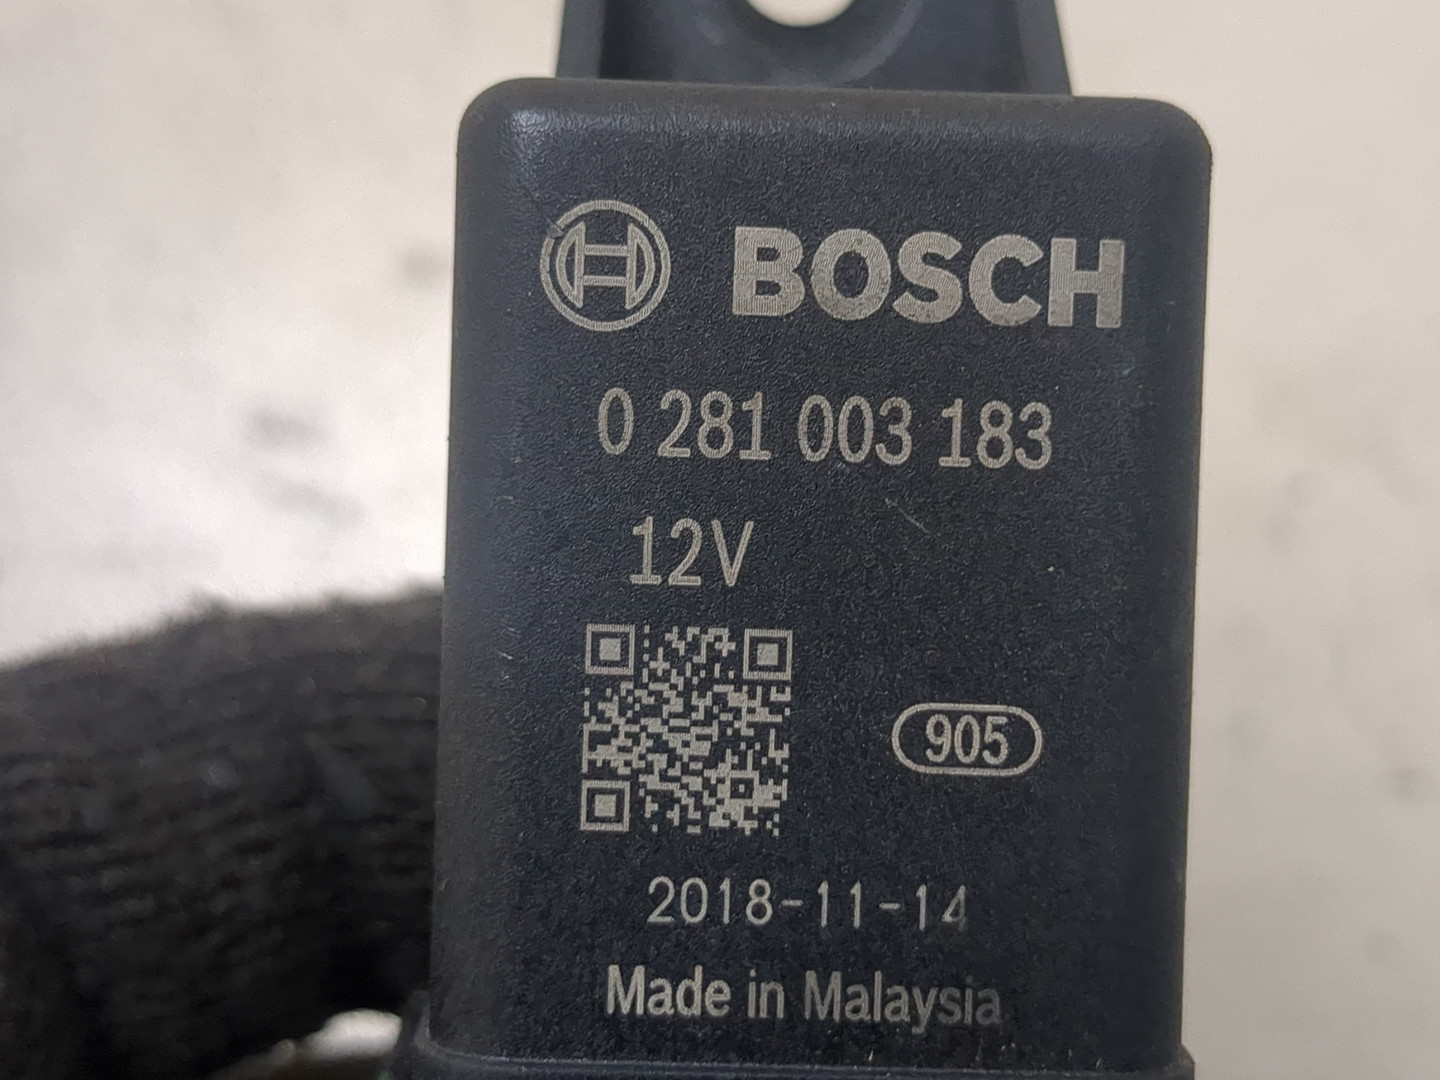 BOSCH
0 281 003 183
12V
905
2018-11-14
Made in Malaysia